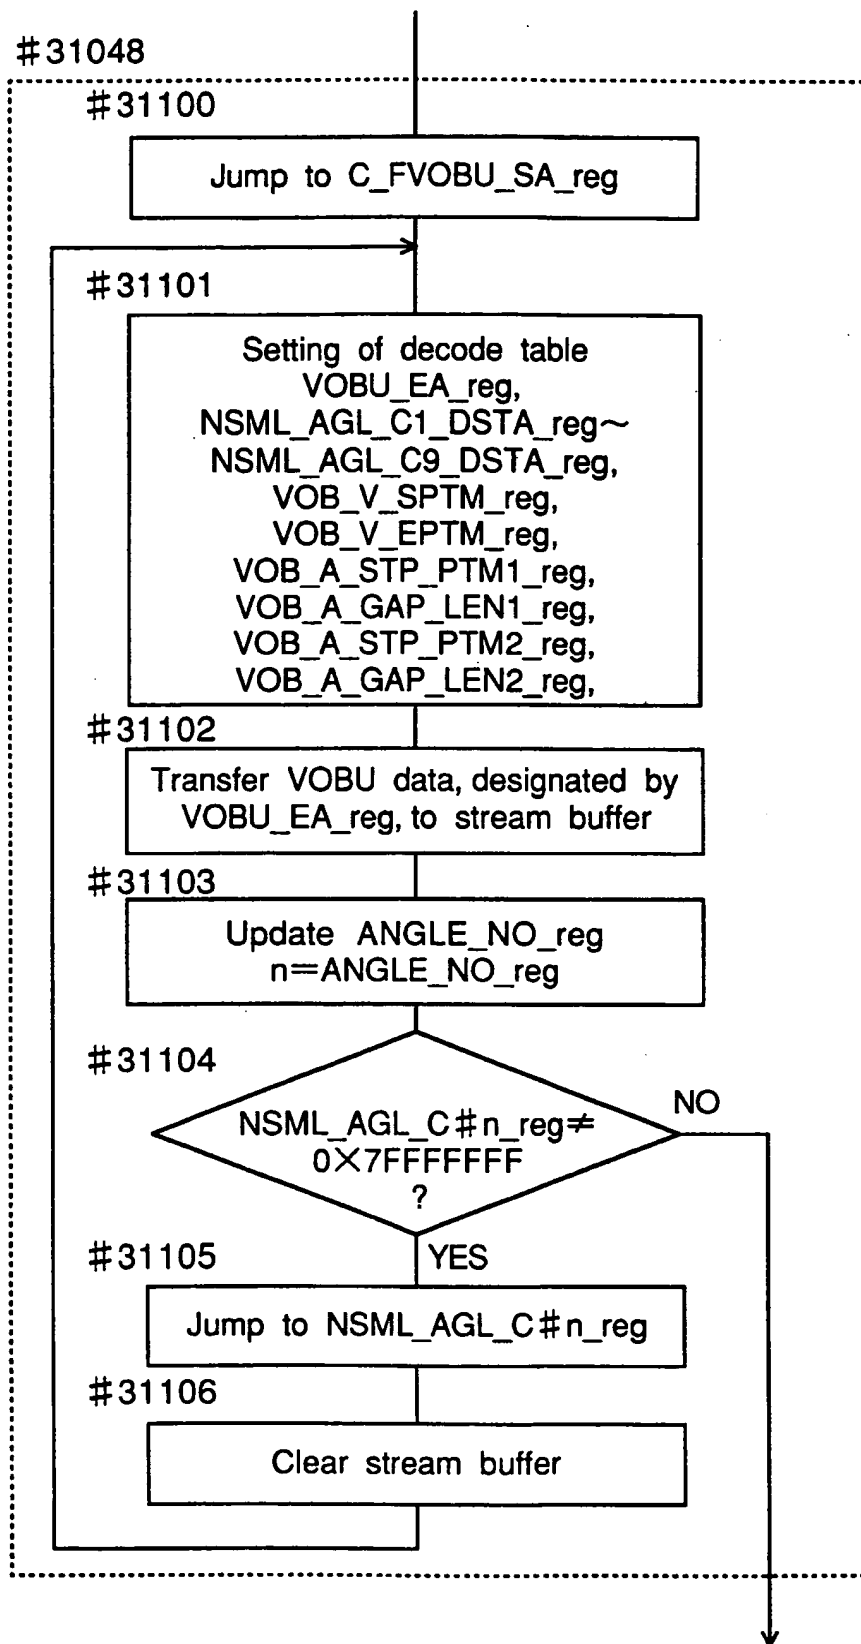 #31048
#31100
Jump to C_FVOBU_SA_reg
#31101
Setting of decode table
VOBU_EA_reg,
NSML_AGL_C1_DSTA_reg~
NSML_AGL_C9_DSTA_reg,
VOB_V_SPTM_reg,
VOB_V_EPTM_reg,
VOB_A_STP_PTM1_reg,
VOB_A_GAP_LEN1_reg,
VOB_A_STP_PTM2_reg,
VOB_A_GAP_LEN2_reg,
#31102
Transfer VOBU data, designated by
VOBU_EA_reg, to stream buffer
#31103
Update ANGLE_NO_reg
n=ANGLE_NO_reg
#31104
NO
NSML_AGL_C#n_reg≠
0×7FFFFFFF
?
#31105
YES
Jump to NSML_AGL_C#n_reg
#31106
Clear stream buffer